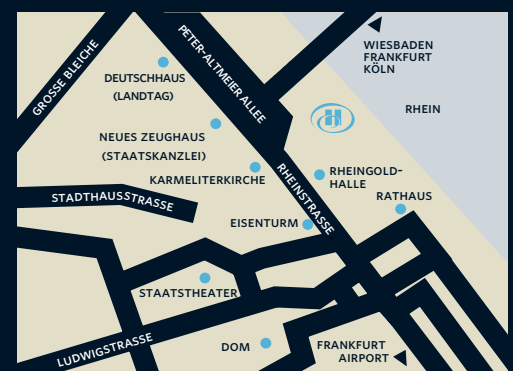 GROSSE BLEICHE
PETER-ALTMEIER ALLEE
WIESBADEN
FRANKFURT
KÖLN
DEUTSCHHAUS
(LANDTAG)
RHEIN
NEUES ZEUGHAUS
(STAATSKANZLEI)
KARMELITERKIRCHE
RHEINGOLD-
HALLE
RHEINSTRASSE
RATHAUS
STADTHAUSSTRASSE
EISENTURM
STAATSTHEATER
LUDWIGSTRASSE
DOM
FRANKFURT
AIRPORT